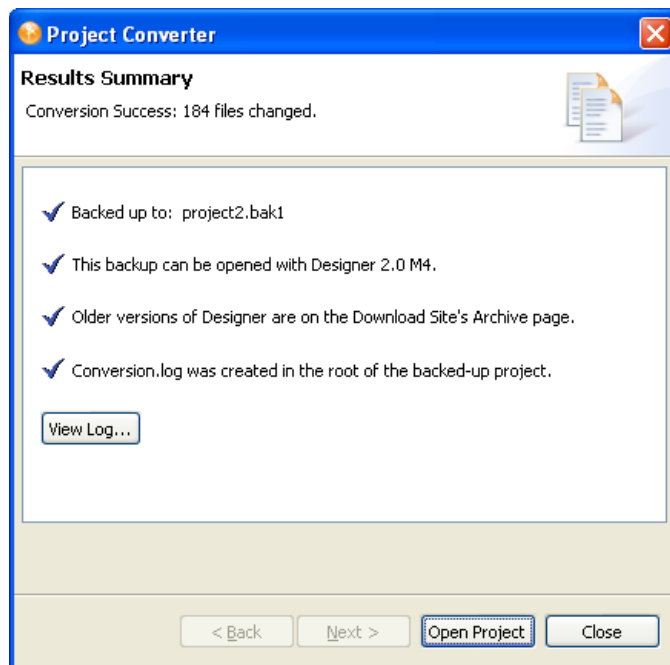 Project Converter
Results Summary
Conversion Success: 184 files changed.
Backed up to:  project2.bak1
This backup can be opened with Designer 2.0 M4.
Older versions of Designer are on the Download Site's Archive page.
Conversion.log was created in the root of the backed-up project.
View Log...
< Back
Next >
Open Project
Close